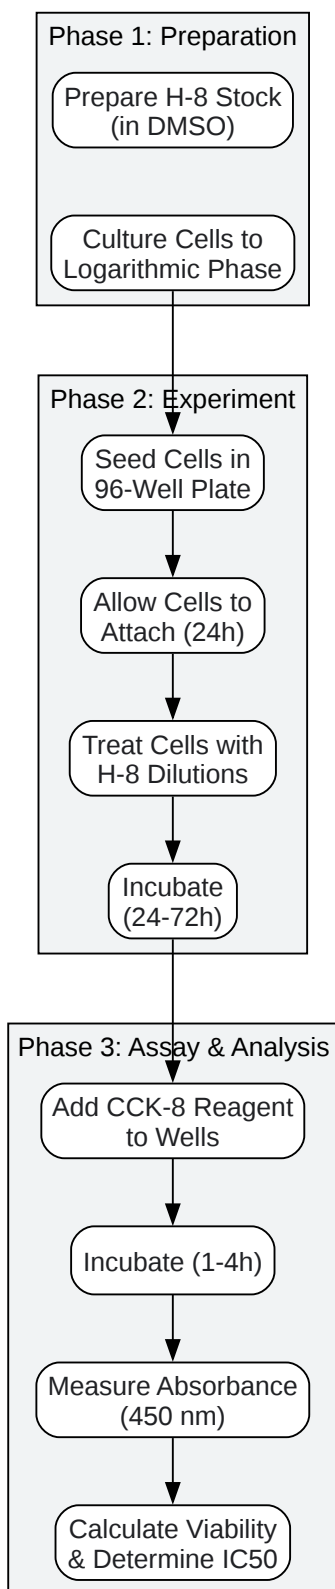 Phase 1: Preparation
Prepare H-8 Stock
(in DMSO)
Culture Cells to
Logarithmic Phase
Phase 2: Experiment
Seed Cells in
96-Well Plate
Allow Cells to
Attach (24h)
Treat Cells with
H-8 Dilutions
Incubate
(24-72h)
Phase 3: Assay & Analysis
Add CCK-8 Reagent
to Wells
Incubate (1-4h)
Measure Absorbance
(450 nm)
Calculate Viability
& Determine IC50